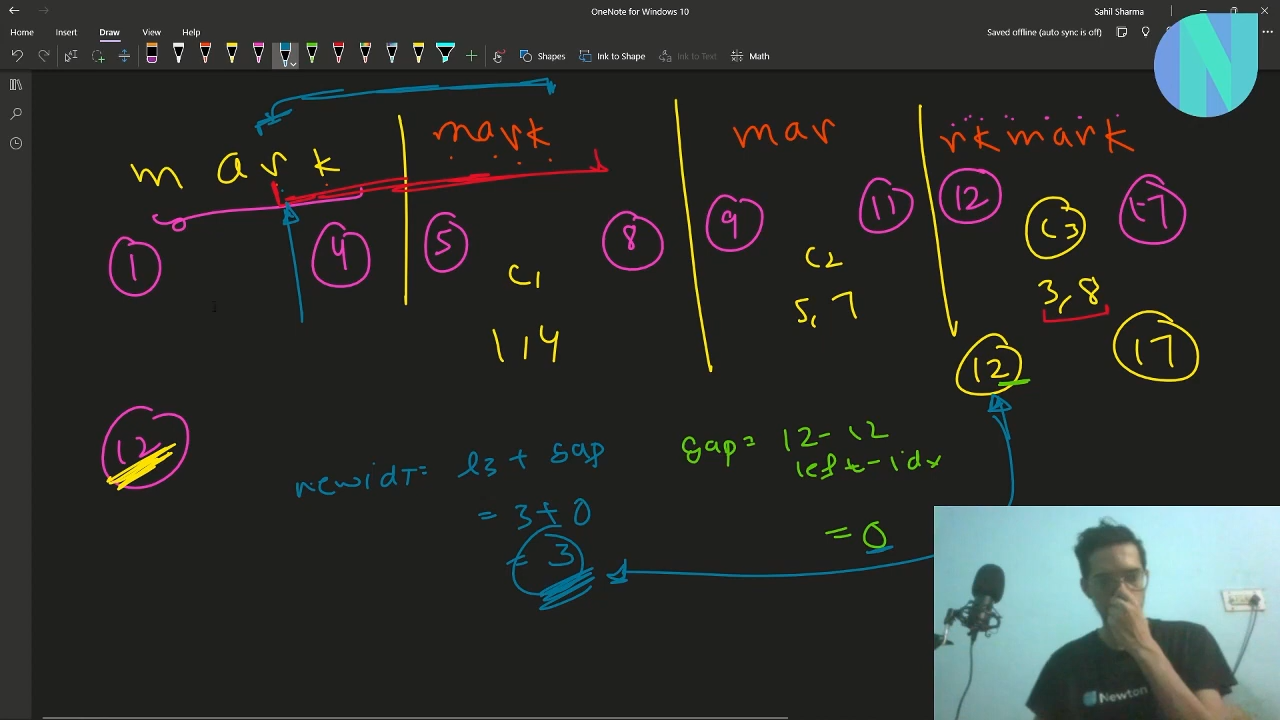 OneNote for Windows 10
Sahil Sharma
Home Insert Draw View Help
Saved offline (auto sync is off)
Shapes Ink to Shape Ink to Text Math
mark mark mar rkmark
1 4 5 8 9 11 12 17
C1 C2 C3
1,4 5,7 3,8
12 17
12
gap = 12 - 12
left - idx
= 0
newidx = l3 + gap
= 3 + 0
= 3
Newton